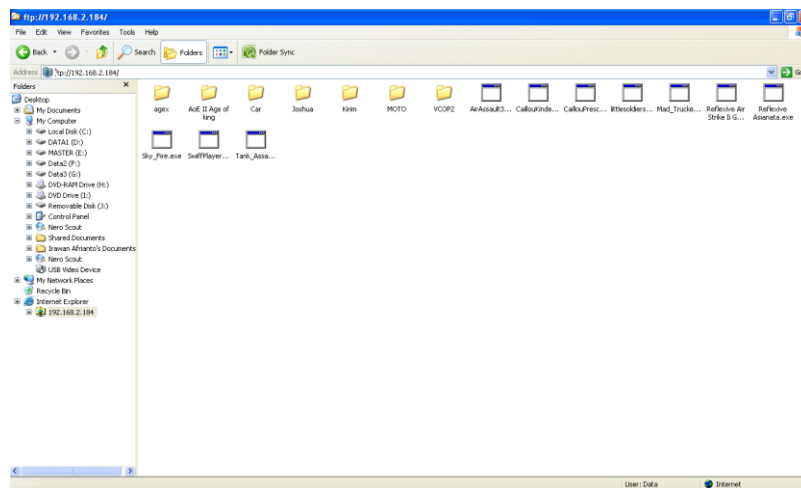 ftp://192.168.2.184/
File Edit View Favorites Tools Help
Back Search Folders Folder Sync
Address ftp://192.168.2.184/ Go
Folders
Desktop
My Documents
My Computer
Local Disk (C:)
DATA1 (D:)
MASTER (E:)
Data2 (F:)
Data3 (G:)
DVD-RAM Drive (H:)
DVD Drive (I:)
Removable Disk (J:)
Control Panel
Nero Scout
Shared Documents
Irawan Afrianto's Documents
Nero Scout
USB Video Device
My Network Places
Recycle Bin
Internet Explorer
192.168.2.184
agex AoE II Age of Car Joshua Kirim MOTO VCOP2 AirAssault3... CaillouKinde... CaillouPresc... littlesoldiers... Mad_Trucke... Reflexive Air Reflexive
king Strike Ii G... Asianata.exe
Sky_Fire.exe SwiffPlayer... Tank_Assa...
User: Data Internet